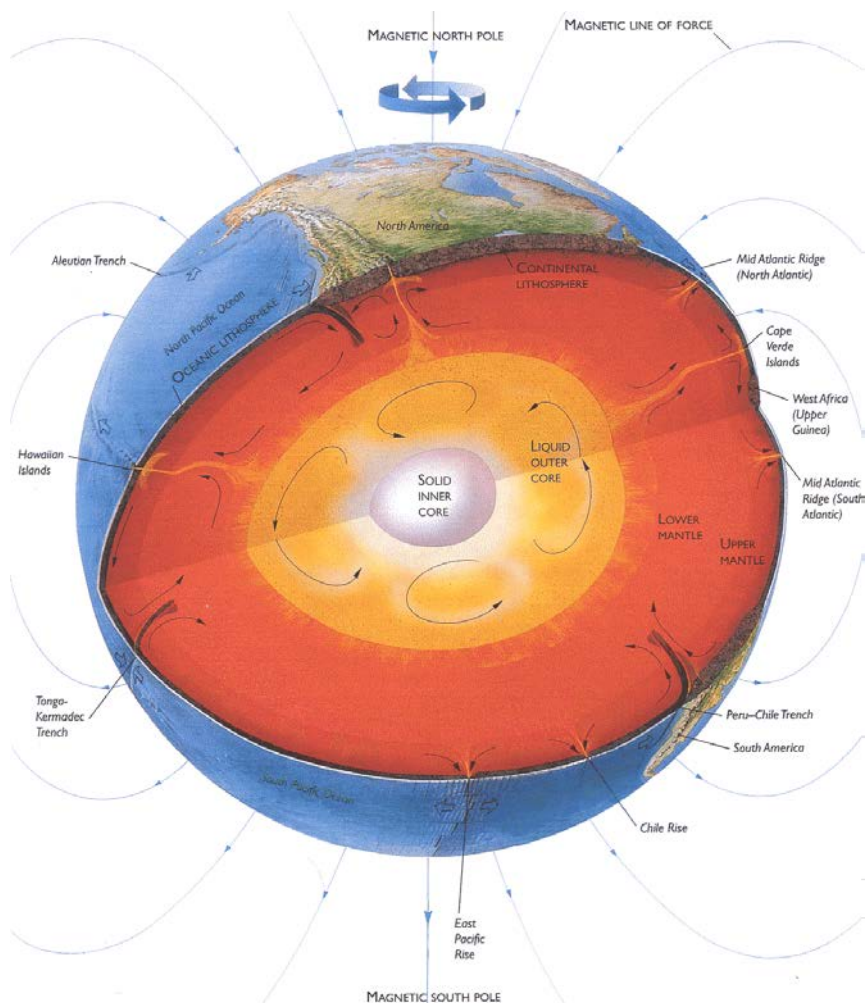 MAGNETIC NORTH POLE
MAGNETIC LINE OF FORCE
North America
Aleutian Trench
CONTINENTAL
LITHOSPHERE
Mid Atlantic Ridge
(North Atlantic)
North Pacific Ocean
OCEANIC LITHOSPHERE
Cape
Verde
Islands
West Africa
(Upper
Guinea)
Hawaiian
Islands
SOLID
INNER
CORE
LIQUID
OUTER
CORE
Mid Atlantic
Ridge (South
Atlantic)
LOWER
MANTLE
UPPER
MANTLE
Tonga-
Kermadec
Trench
Peru–Chile Trench
South America
South Pacific Ocean
Chile Rise
East
Pacific
Rise
MAGNETIC SOUTH POLE